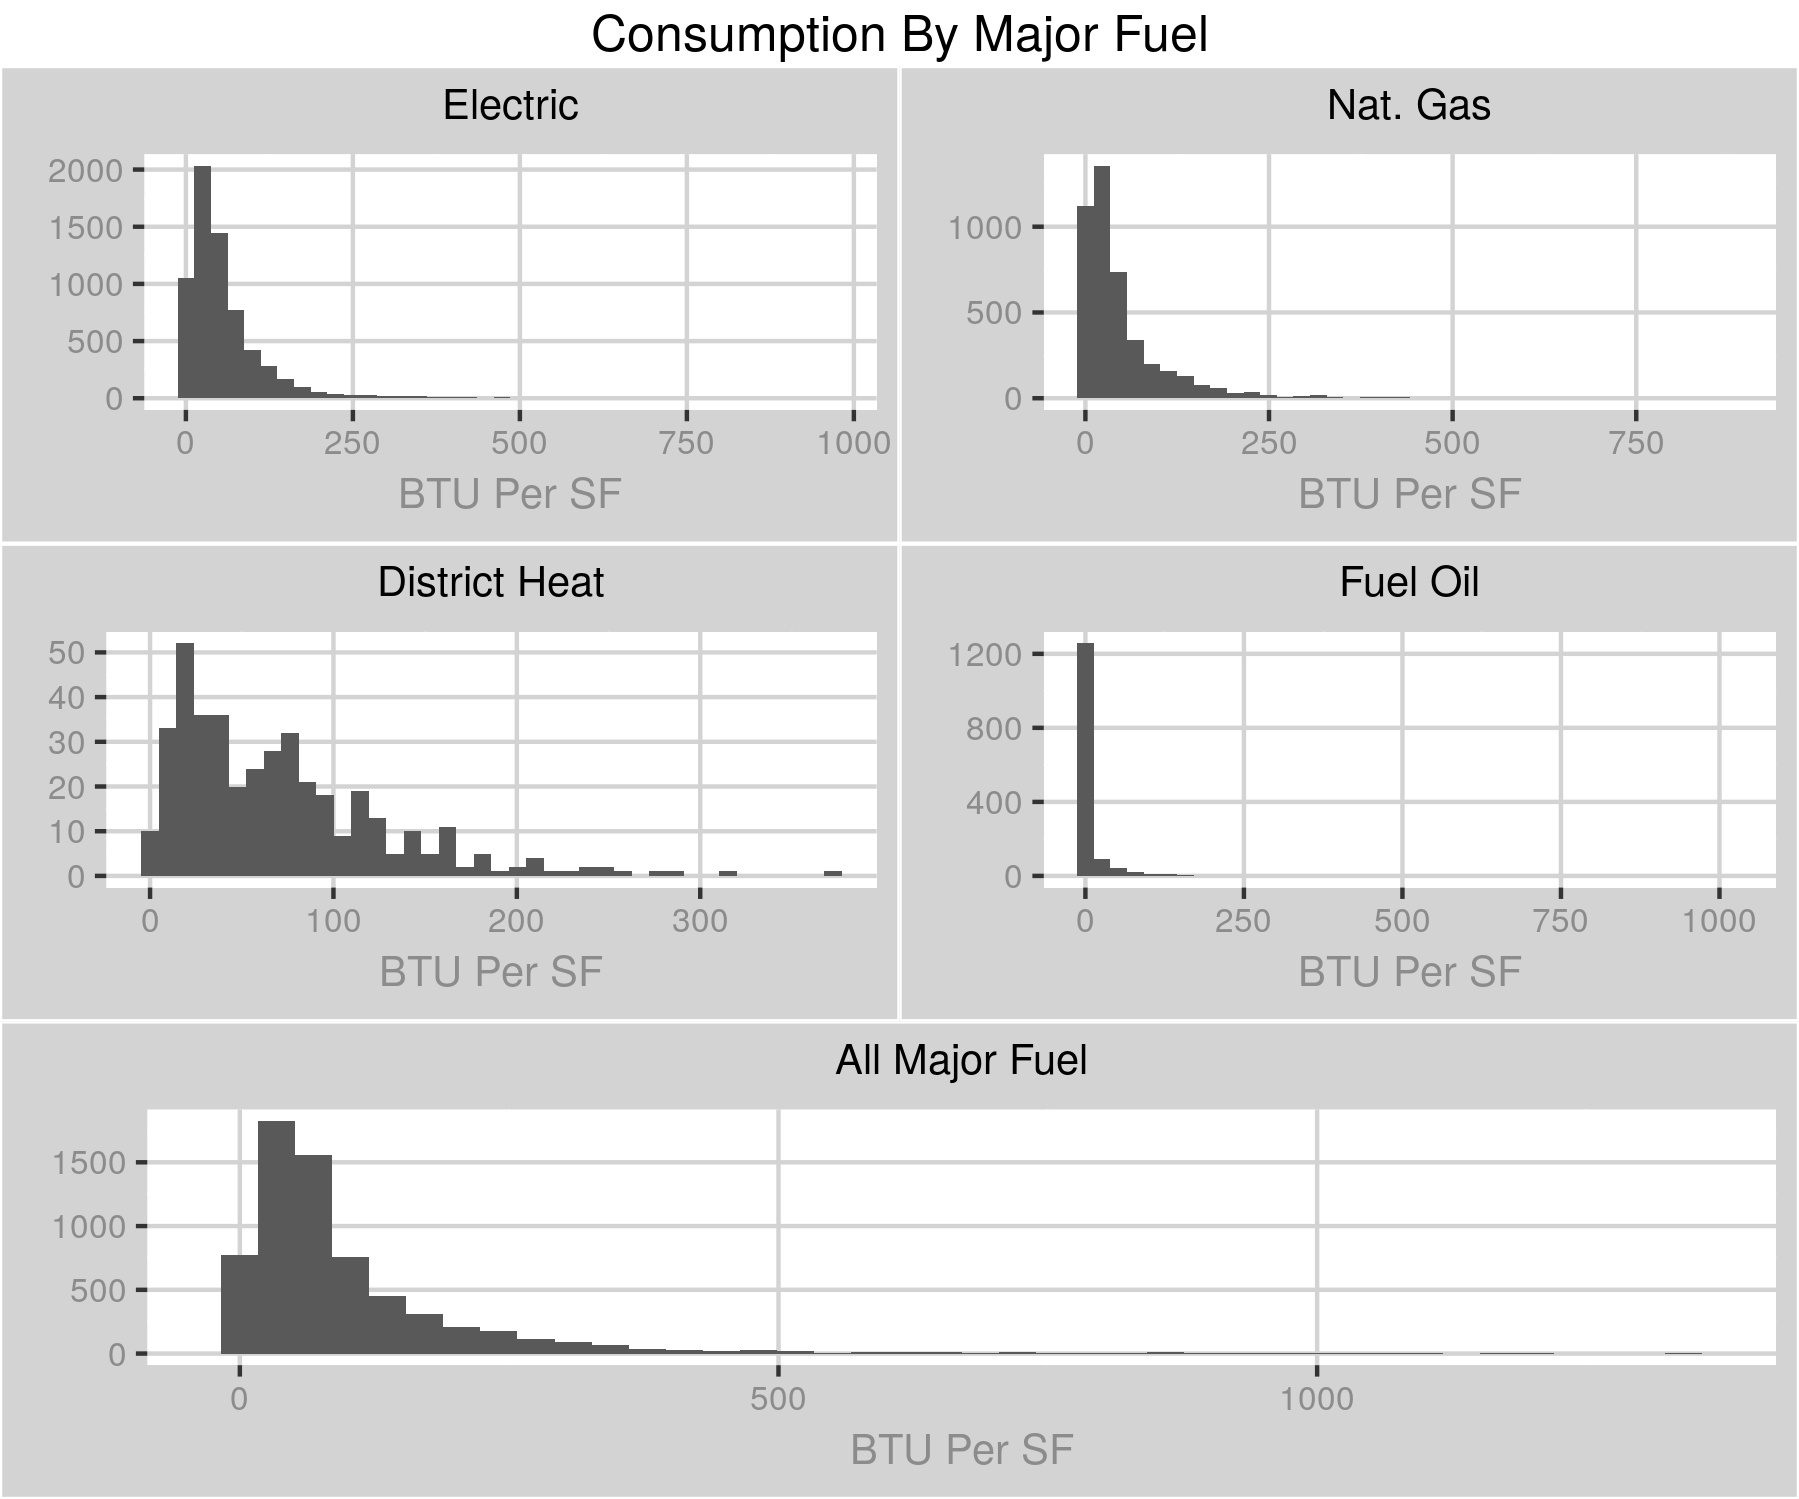 Consumption By Major Fuel
Electric
2000
1500
1000
500
0
0 250 500 750 1000
BTU Per SF
Nat. Gas
1000
500
0
0 250 500 750
BTU Per SF
District Heat
50
40
30
20
10
0
0 100 200 300
BTU Per SF
Fuel Oil
1200
800
400
0
0 250 500 750 1000
BTU Per SF
All Major Fuel
1500
1000
500
0
0 500 1000
BTU Per SF